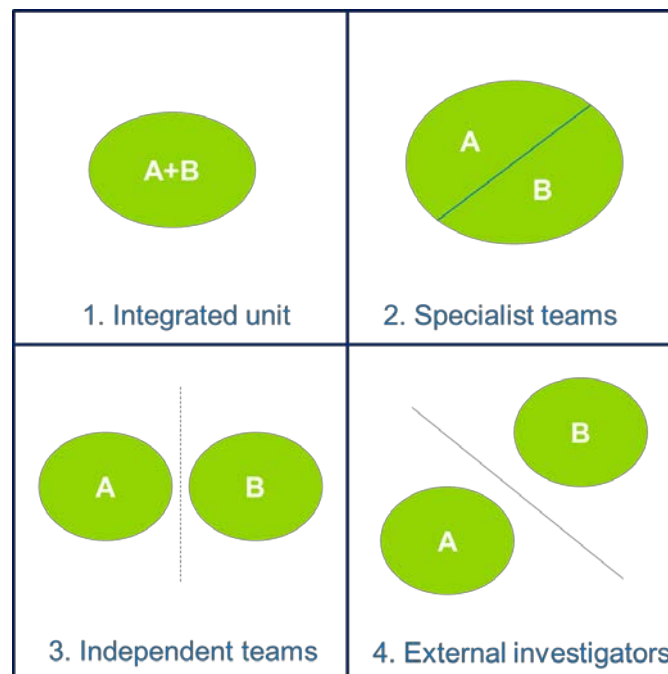 A+B
1. Integrated unit
A
B
2. Specialist teams
A
B
3. Independent teams
B
A
4. External investigators